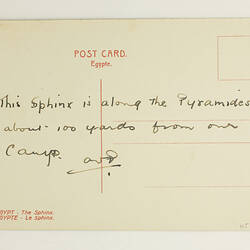 POST CARD.
Egypte.
This Sphinx is along the Pyramides
about 100 yards from our
Camp.
EGYPT - The Sphinx.
EGYPTE - Le Sphinx.